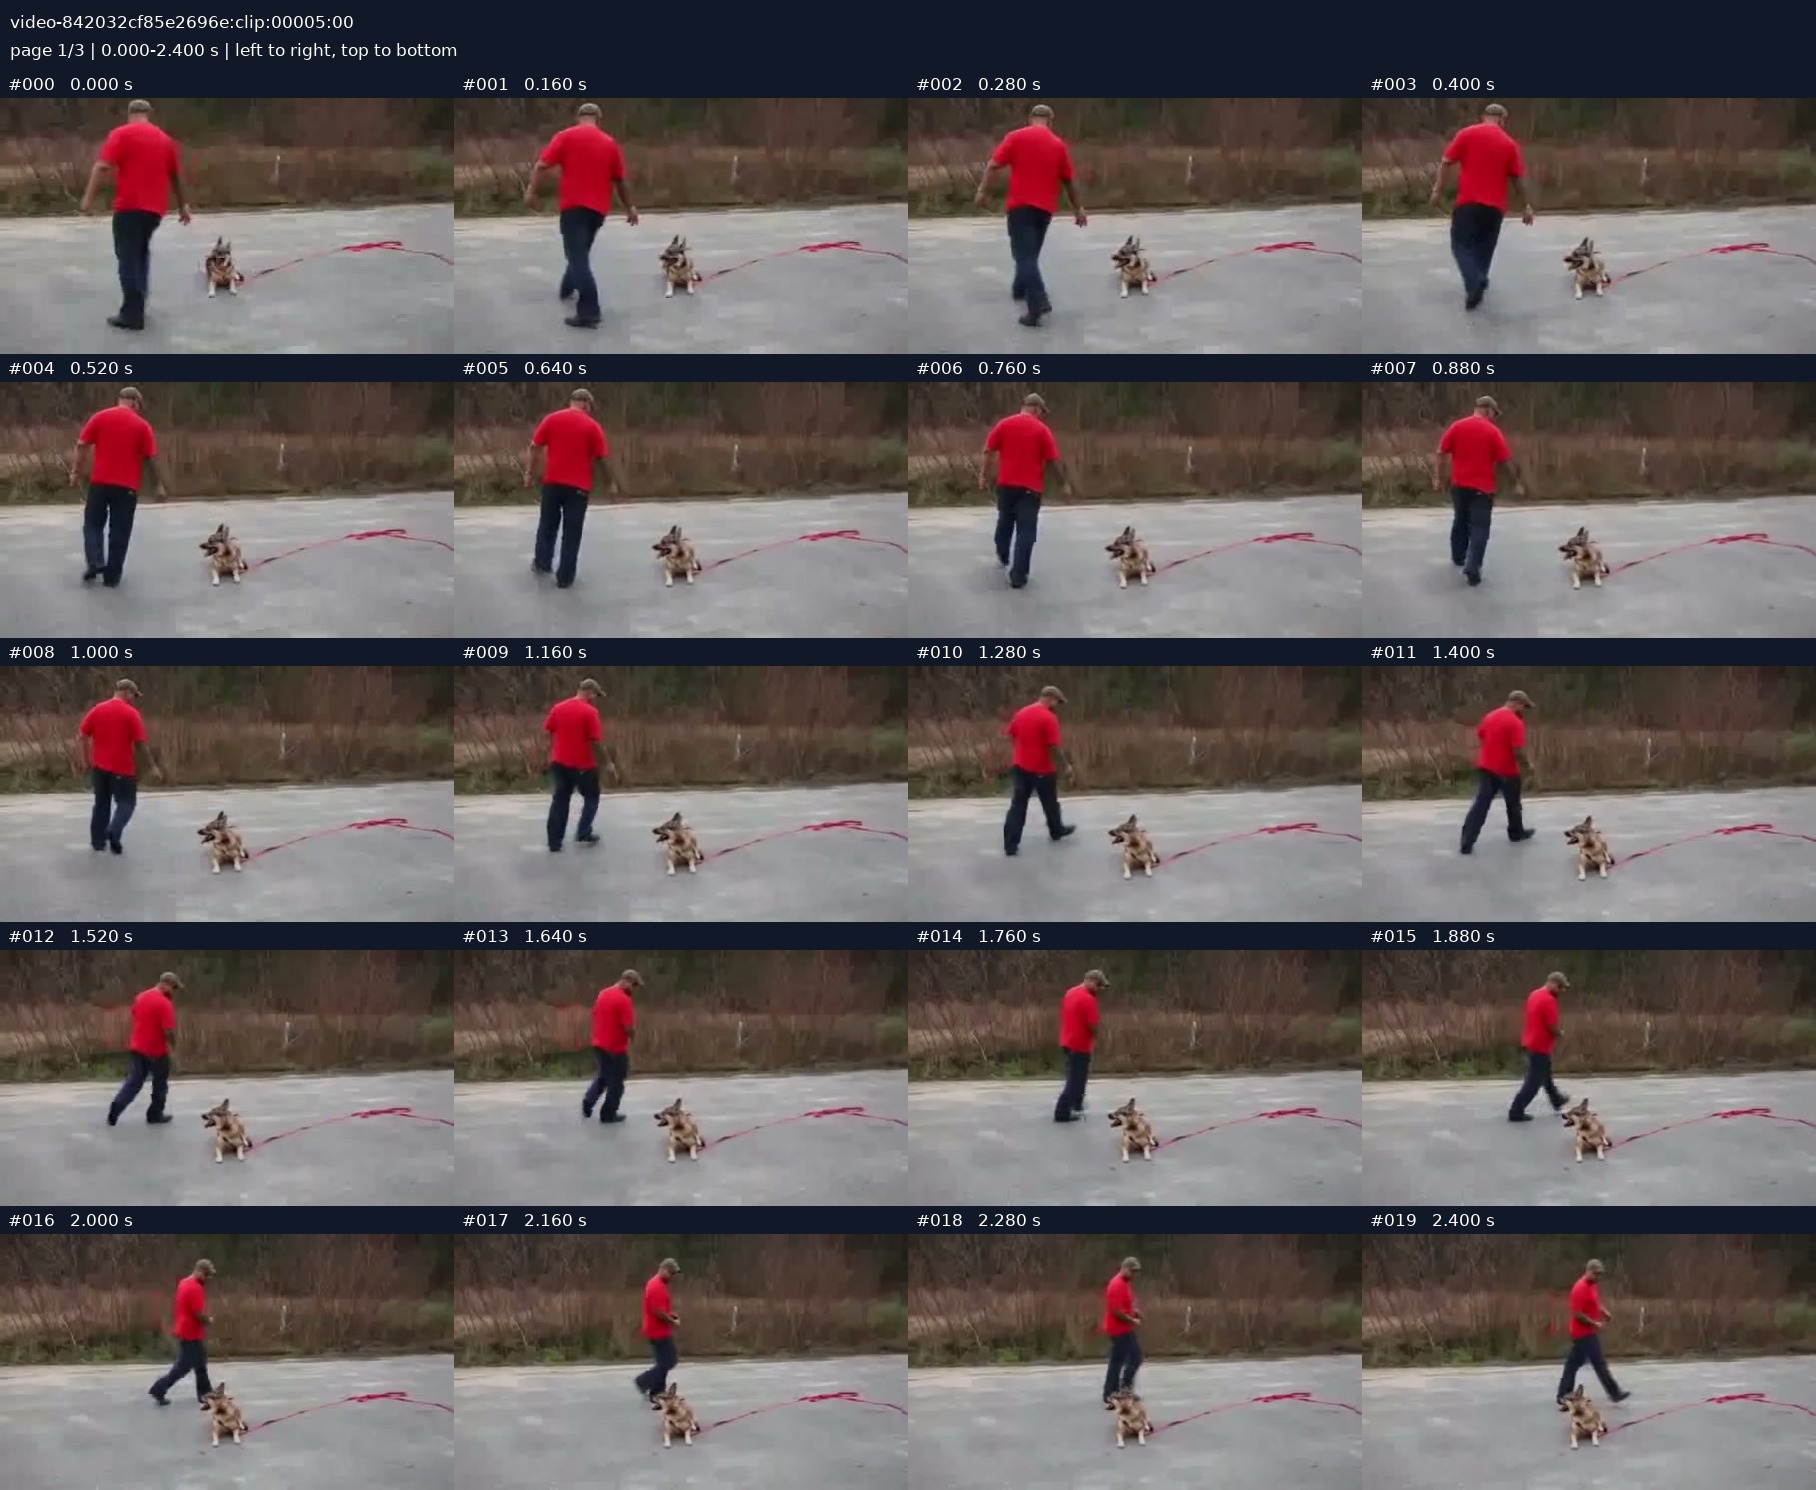 video-842032cf85e2696e:clip:00005:00
page 1/3 | 0.000-2.400 s | left to right, top to bottom
#000 0.000 s
#001 0.160 s
#002 0.280 s
#003 0.400 s
#004 0.520 s
#005 0.640 s
#006 0.760 s
#007 0.880 s
#008 1.000 s
#009 1.160 s
#010 1.280 s
#011 1.400 s
#012 1.520 s
#013 1.640 s
#014 1.760 s
#015 1.880 s
#016 2.000 s
#017 2.160 s
#018 2.280 s
#019 2.400 s